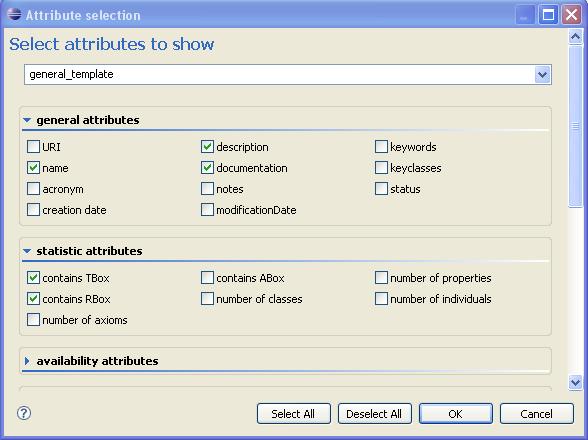 Attribute selection
Select attributes to show
general_template
general attributes
URI description keywords
name documentation keyclasses
acronym notes status
creation date modificationDate
statistic attributes
contains TBox contains ABox number of properties
contains RBox number of classes number of individuals
number of axioms
availability attributes
? Select All Deselect All OK Cancel